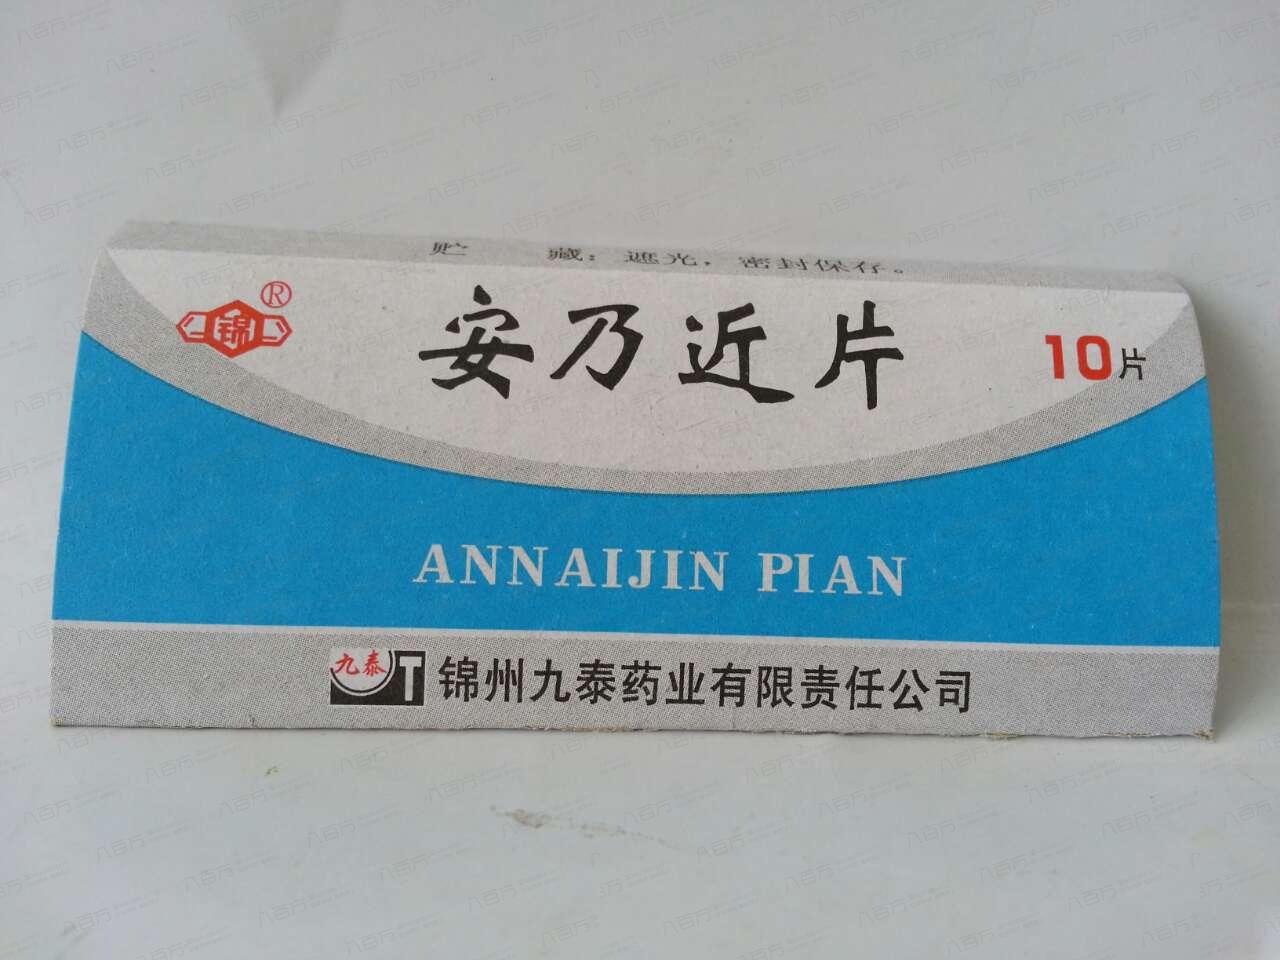 贮 藏：遮光，密封保存。
锦®
安乃近片
10片
ANNAIJIN PIAN
九泰 T 锦州九泰药业有限责任公司